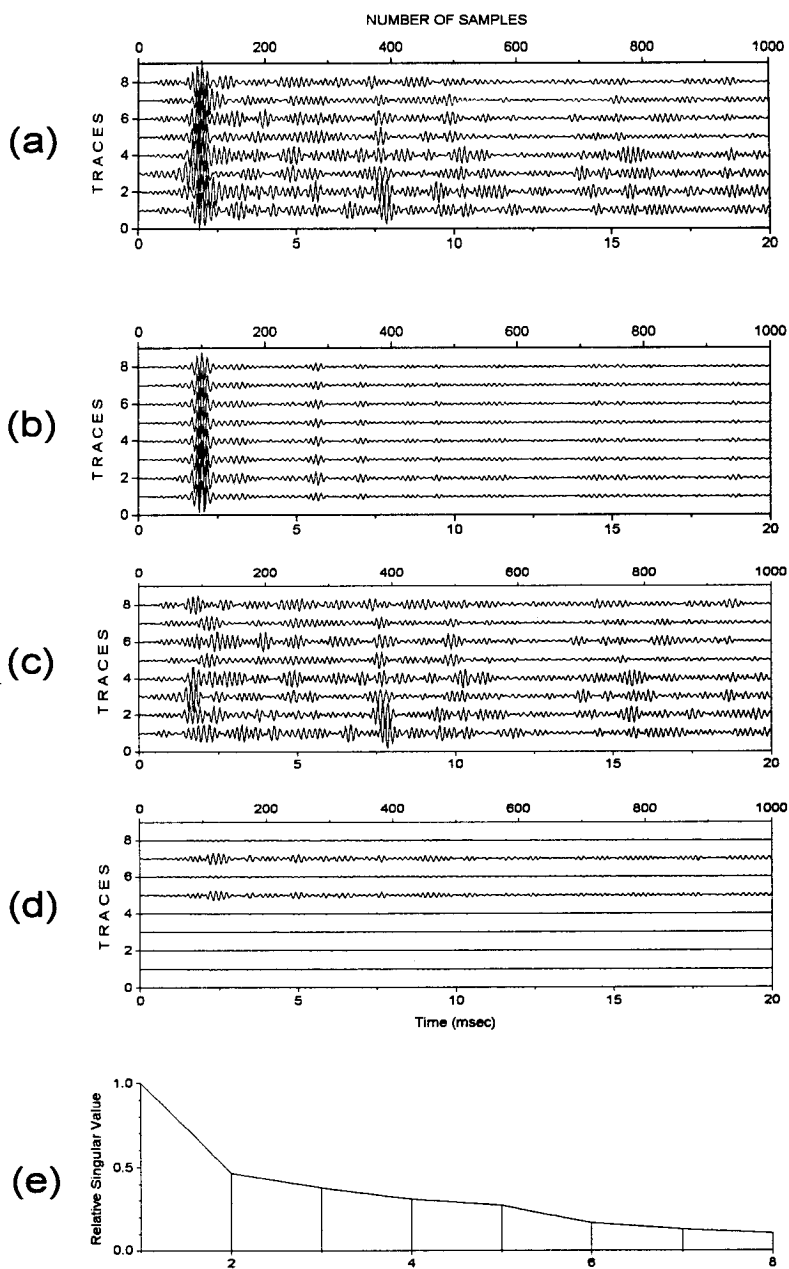 NUMBER OF SAMPLES
0 200 400 600 800 1000
(a)
TRACES
8
6
4
2
0
0 5 10 15 20
0 200 400 600 800 1000
(b)
TRACES
8
6
4
2
0
0 5 10 15 20
0 200 400 600 800 1000
(c)
TRACES
8
6
4
2
0
0 5 10 15 20
0 200 400 600 800 1000
(d)
TRACES
8
6
4
2
0
0 5 10 15 20
Time (msec)
(e)
Relative Singular Value
1.0
0.5
0.0
2 4 6 8